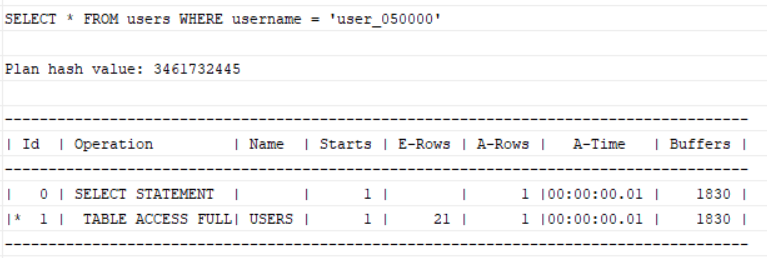 SELECT * FROM users WHERE username = 'user_050000'
Plan hash value: 3461732445
-------------------------------------------------------------------------------------
| Id  | Operation         | Name  | Starts | E-Rows | A-Rows |   A-Time   | Buffers |
-------------------------------------------------------------------------------------
|   0 | SELECT STATEMENT  |       |      1 |        |      1 |00:00:00.01 |    1830 |
|*  1 |  TABLE ACCESS FULL| USERS |      1 |     21 |      1 |00:00:00.01 |    1830 |
-------------------------------------------------------------------------------------